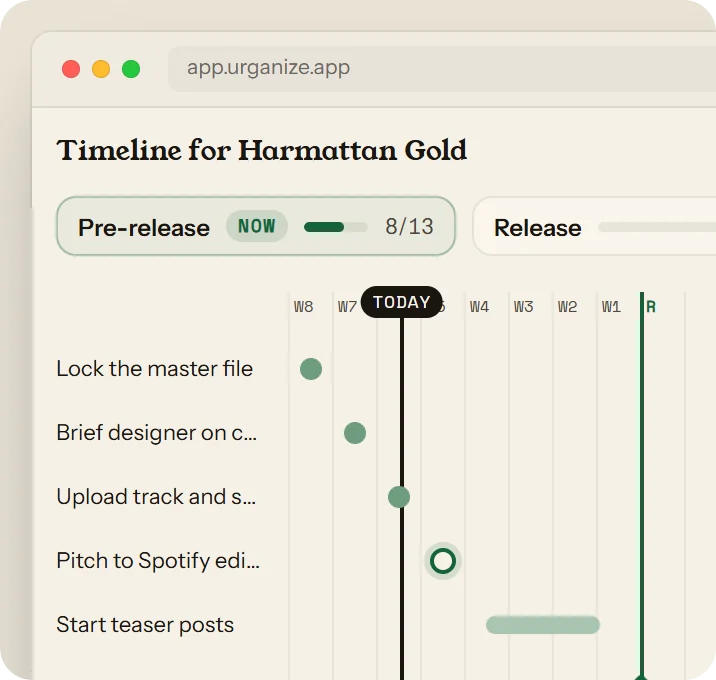 app.urganize.app
Timeline for Harmattan Gold
Pre-release NOW 8/13 Release
W8 W7 TODAY W4 W3 W2 W1 R
Lock the master file
Brief designer on c...
Upload track and s...
Pitch to Spotify edi...
Start teaser posts